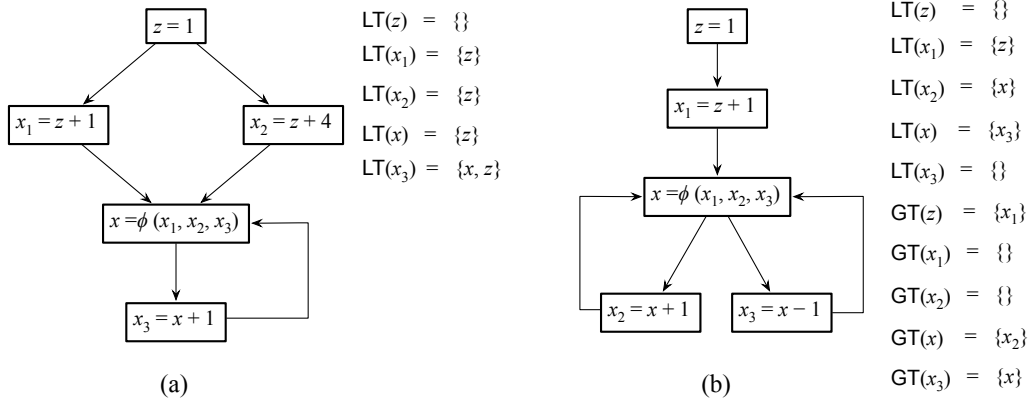 z = 1
x₁ = z + 1
x₂ = z + 4
x =ϕ (x₁, x₂, x₃)
x₃ = x + 1
(a)
LT(z) = {}
LT(x₁) = {z}
LT(x₂) = {z}
LT(x) = {z}
LT(x₃) = {x, z}
z = 1
x₁ = z + 1
x =ϕ (x₁, x₂, x₃)
x₂ = x + 1
x₃ = x − 1
(b)
LT(z) = {}
LT(x₁) = {z}
LT(x₂) = {x}
LT(x) = {x₃}
LT(x₃) = {}
GT(z) = {x₁}
GT(x₁) = {}
GT(x₂) = {}
GT(x) = {x₂}
GT(x₃) = {x}